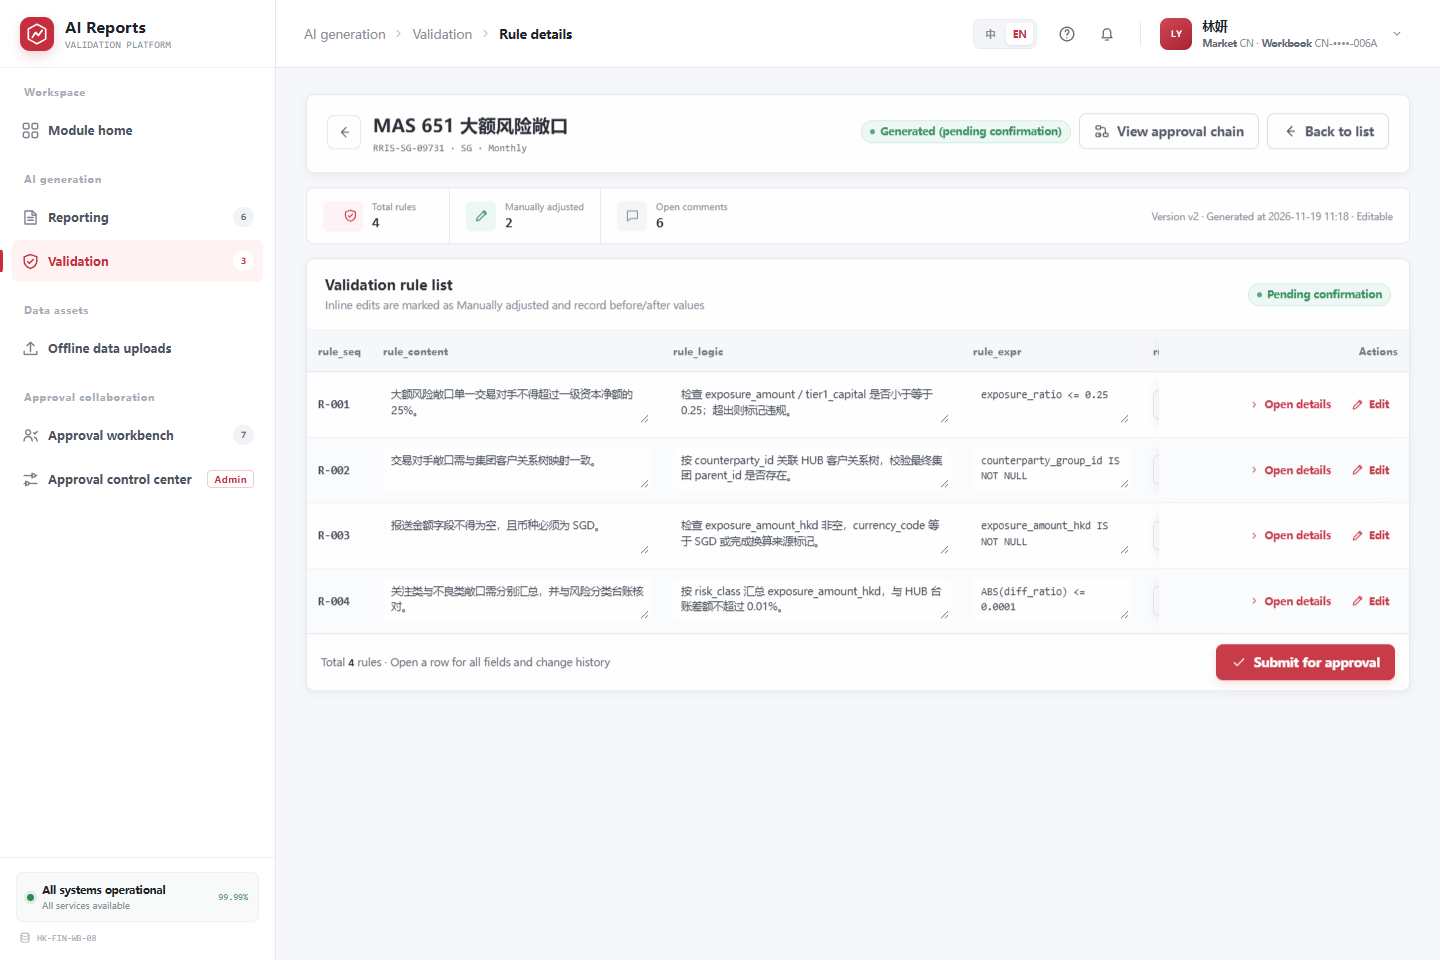 AI Reports
VALIDATION PLATFORM
Workspace
Module home
AI generation
Reporting 6
Validation 3
Data assets
Offline data uploads
Approval collaboration
Approval workbench 7
Approval control center Admin
All systems operational
All services available
99.99%
HK-FIN-WB-08
AI generation > Validation > Rule details
中 EN
LY
林妍
Market CN · Workbook CN-••••-006A
MAS 651 大额风险敞口
RRIS-SG-09731 · SG · Monthly
Generated (pending confirmation)
View approval chain
Back to list
Total rules
4
Manually adjusted
2
Open comments
6
Version v2 · Generated at 2026-11-19 11:18 · Editable
Validation rule list
Inline edits are marked as Manually adjusted and record before/after values
Pending confirmation
rule_seq rule_content rule_logic rule_expr Actions
R-001
大额风险敞口单一交易对手不得超过一级资本净额的
25%。
检查 exposure_amount / tier1_capital 是否小于等于
0.25；超出则标记违规。
exposure_ratio <= 0.25
Open details Edit
R-002
交易对手敞口需与集团客户关系树映射一致。
按 counterparty_id 关联 HUB 客户关系树，校验最终集
团 parent_id 是否存在。
counterparty_group_id IS
NOT NULL
Open details Edit
R-003
报送金额字段不得为空，且币种必须为 SGD。
检查 exposure_amount_hkd 非空，currency_code 等
于 SGD 或完成换算来源标记。
exposure_amount_hkd IS
NOT NULL
Open details Edit
R-004
关注类与不良类敞口需分别汇总，并与风险分类台账核
对。
按 risk_class 汇总 exposure_amount_hkd，与 HUB 台
账差额不超过 0.01%。
ABS(diff_ratio) <=
0.0001
Open details Edit
Total 4 rules · Open a row for all fields and change history
Submit for approval